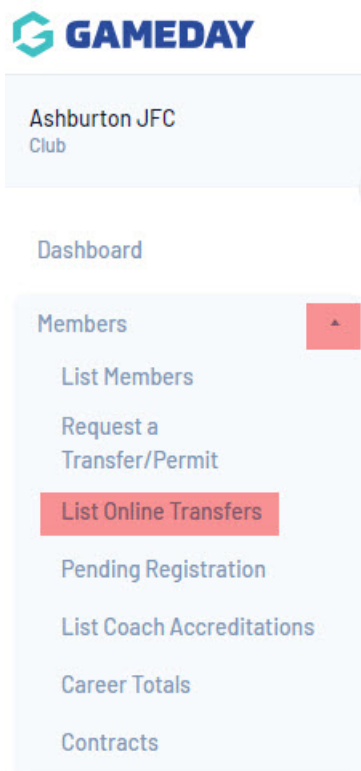 GAMEDAY
Ashburton JFC
Club
Dashboard
Members
List Members
Request a
Transfer/Permit
List Online Transfers
Pending Registration
List Coach Accreditations
Career Totals
Contracts